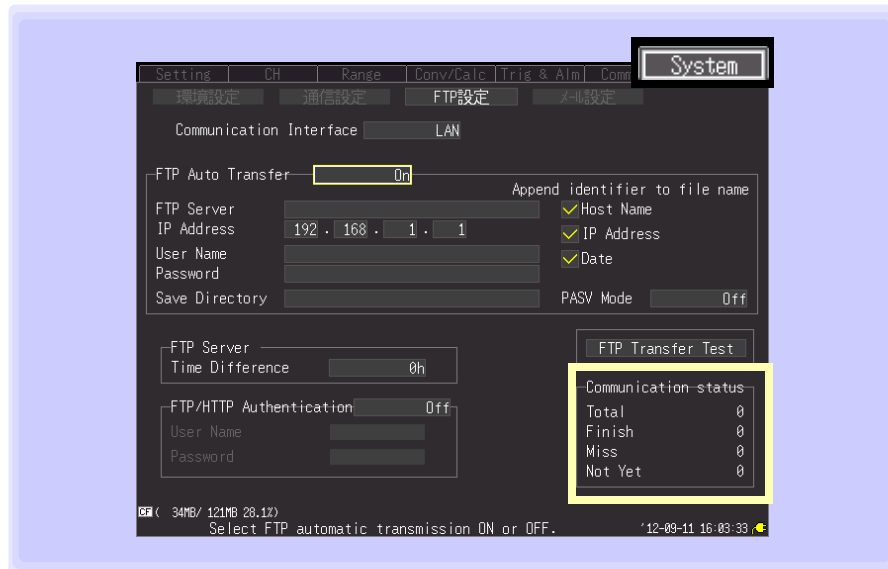 System
Setting CH Range Conv/Calc Trig & Alm Comm
環境設定 通信設定 FTP設定 メール設定
Communication Interface LAN
FTP Auto Transfer On
Append identifier to file name
FTP Server Host Name
IP Address 192 . 168 . 1 . 1 IP Address
User Name Date
Password
Save Directory PASV Mode Off
FTP Server FTP Transfer Test
Time Difference 0h
Communication status
FTP/HTTP Authentication Off Total 0
User Name Finish 0
Password Miss 0
Not Yet 0
CF ( 34MB/ 121MB 28.1%)
Select FTP automatic transmission ON or OFF. '12-09-11 16:03:33